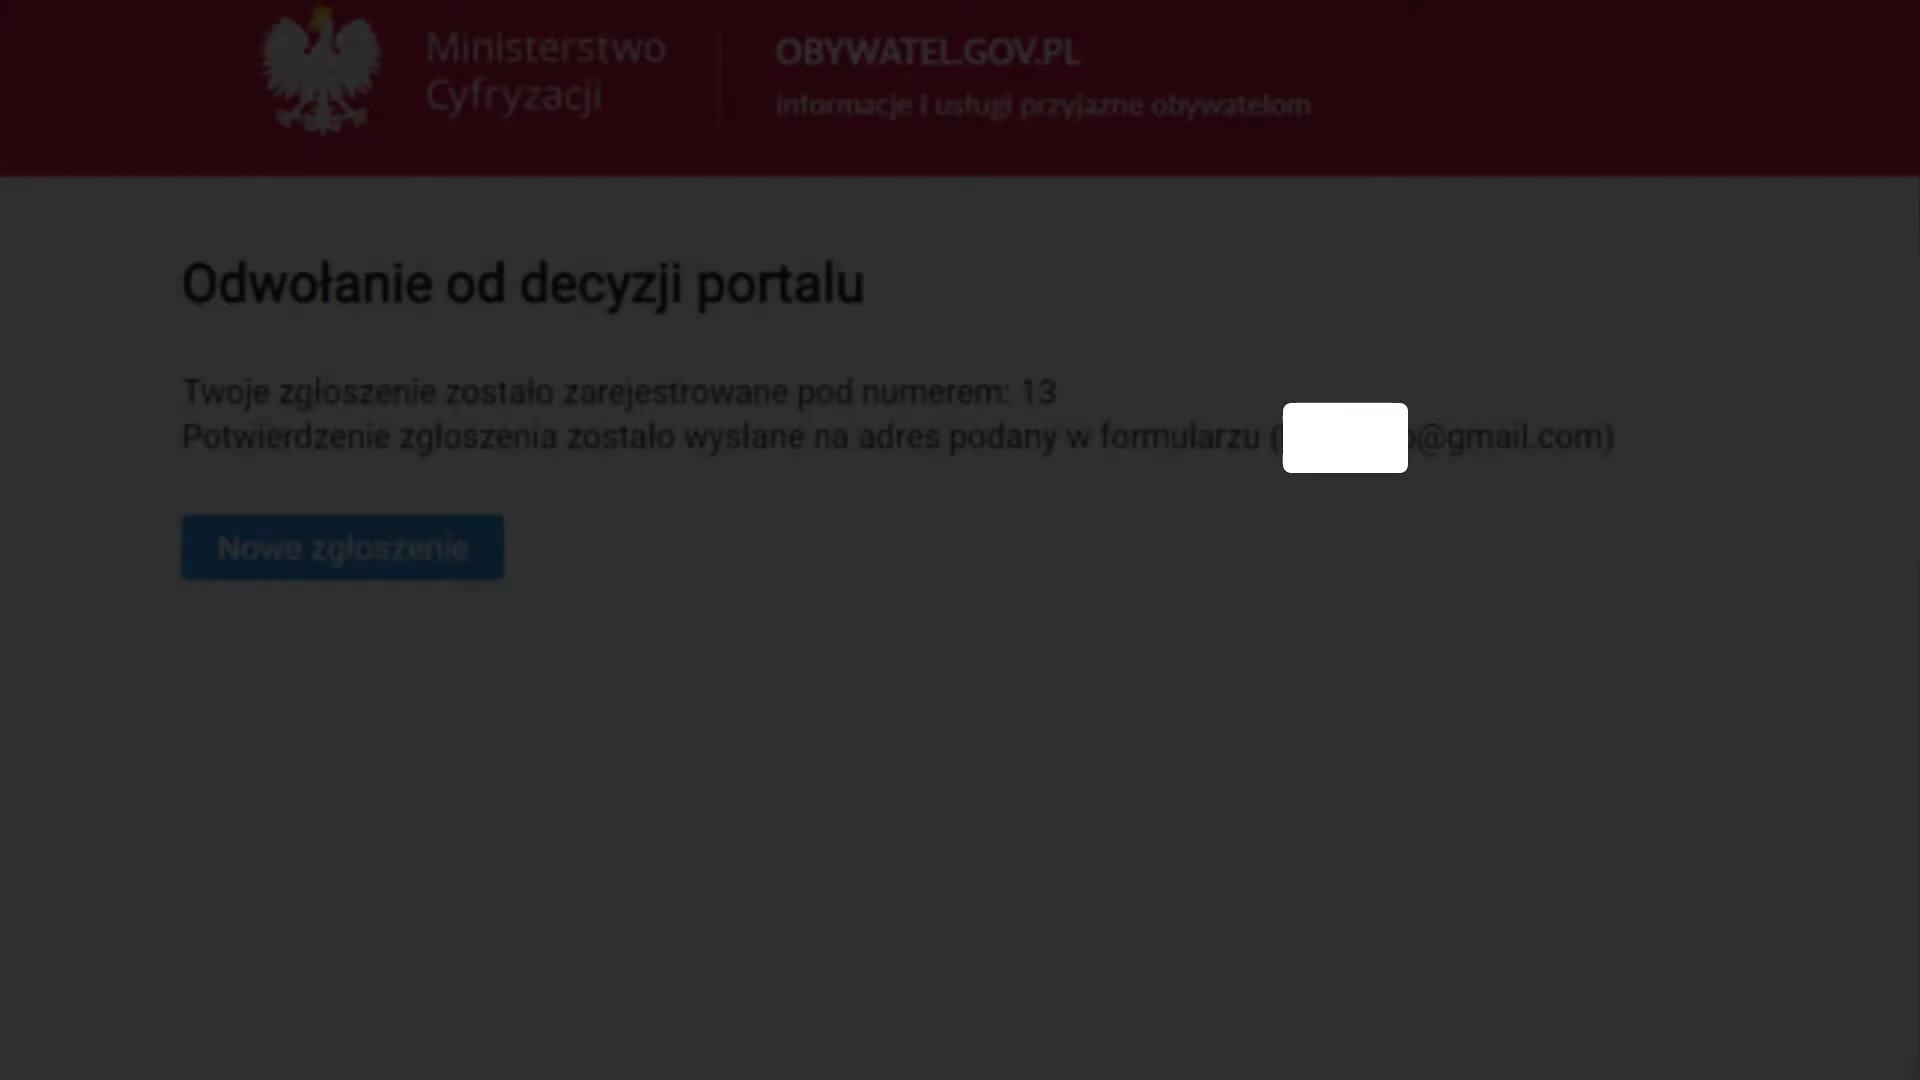 Ministerstwo
Cyfryzacji
OBYWATEL.GOV.PL
informacje i usługi przyjazne obywatelom
Odwołanie od decyzji portalu
Twoje zgłoszenie zostało zarejestrowane pod numerem: 13
Potwierdzenie zgłoszenia zostało wysłane na adres podany w formularzu ( @gmail.com)
Nowe zgłoszenie